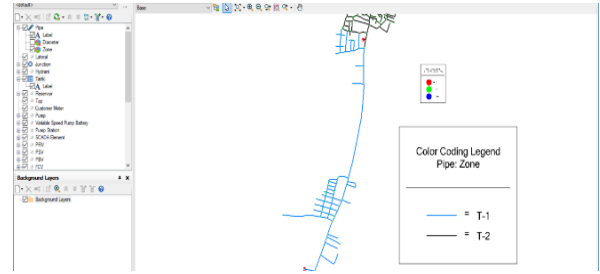 <default>
Base
Pipe
Label
Diameter
Zone
Lateral
Junction
Hydrant
Tank
Label
Reservoir
Tap
Customer Meter
Pump
Variable Speed Pump Battery
Pump Station
SCADA Element
PRV
PSV
PBV
FCV
Background Layers
Background Layers
Color Coding Legend
Pipe: Zone
= T-1
= T-2